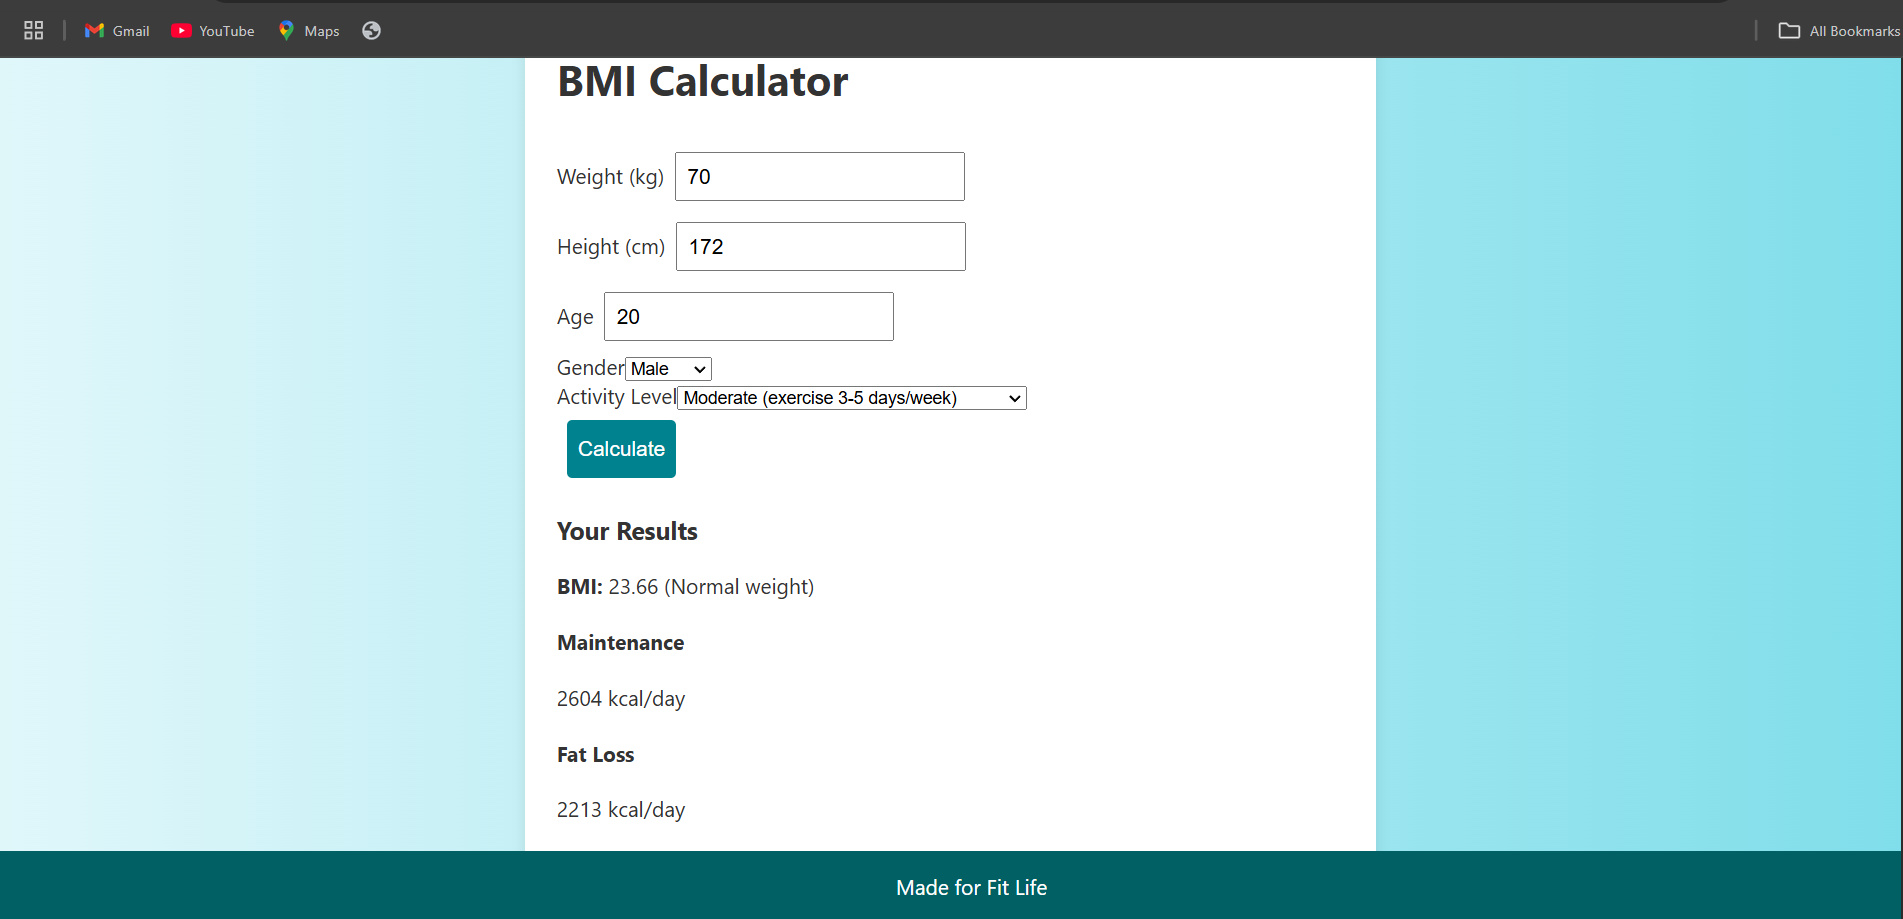 Gmail YouTube Maps All Bookmarks
BMI Calculator
Weight (kg) 70
Height (cm) 172
Age 20
Gender Male
Activity Level Moderate (exercise 3-5 days/week)
Calculate
Your Results
BMI: 23.66 (Normal weight)
Maintenance
2604 kcal/day
Fat Loss
2213 kcal/day
Made for Fit Life